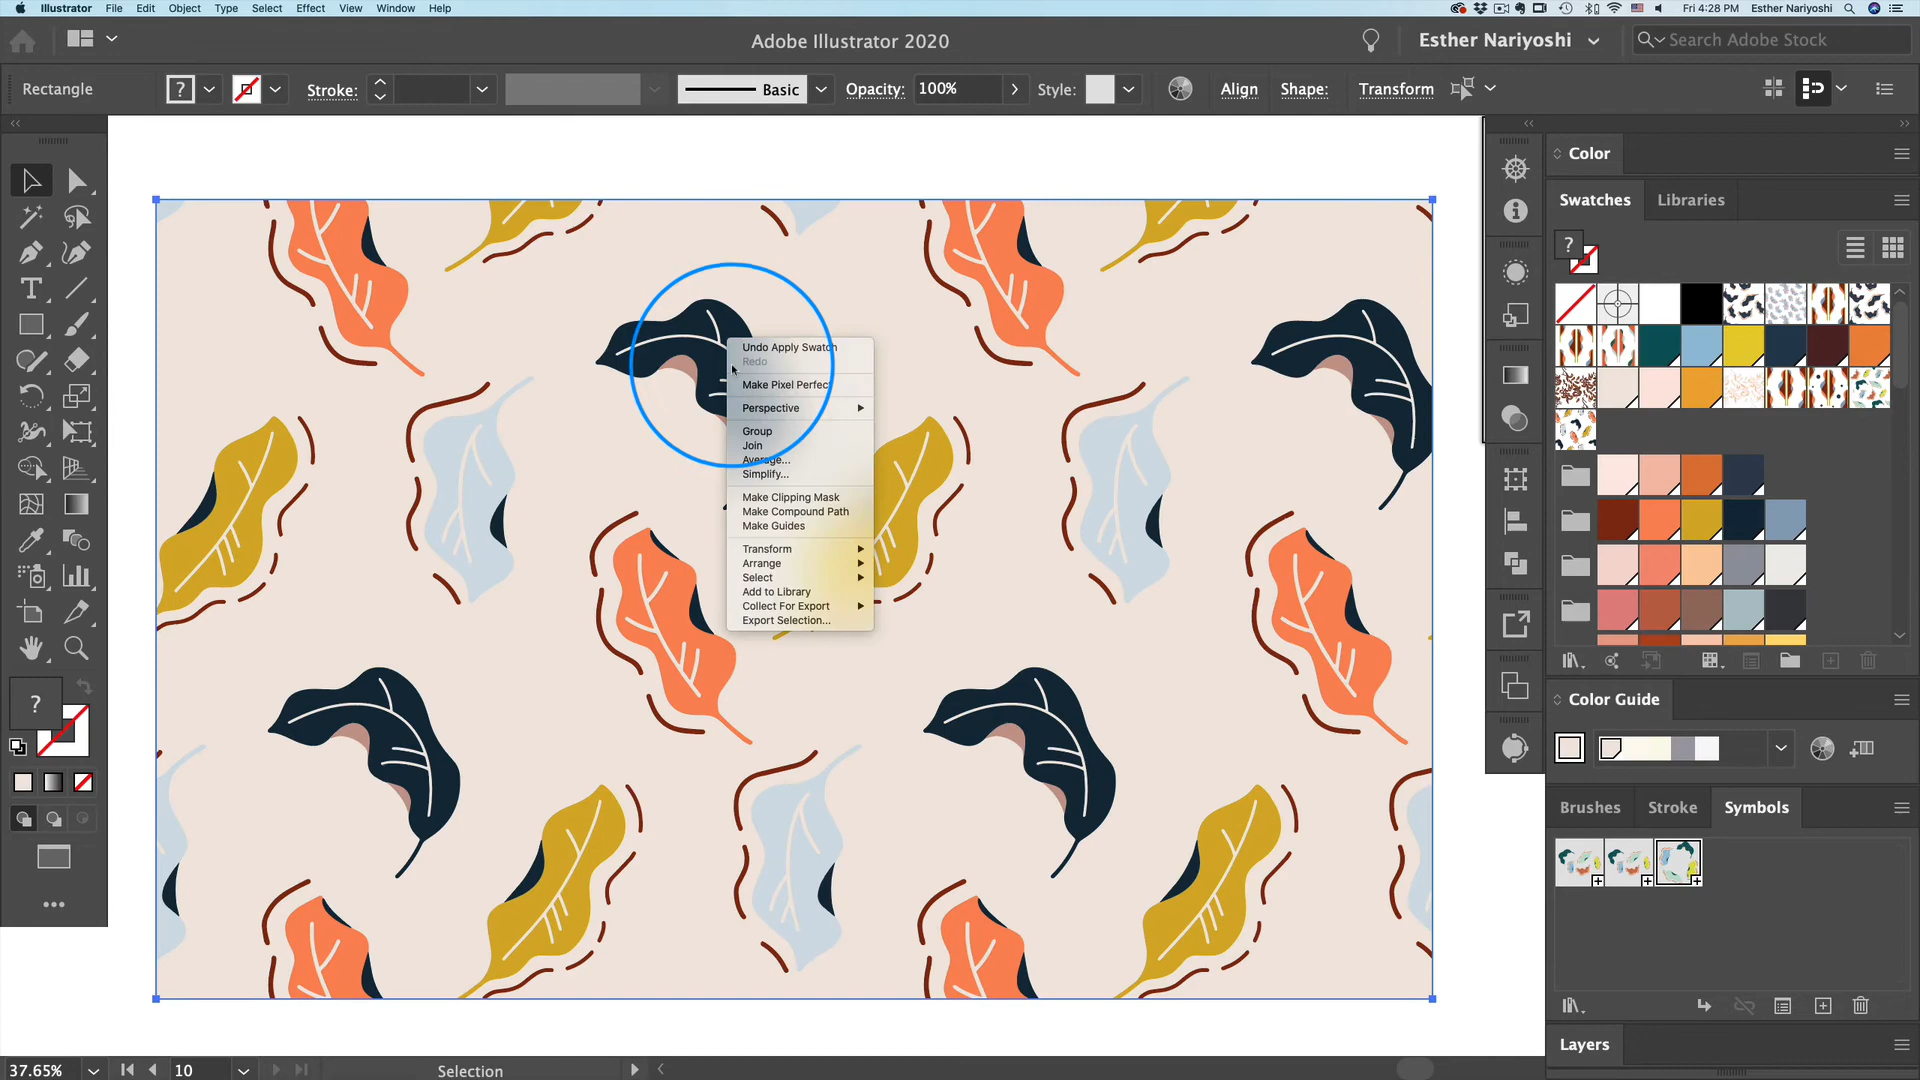 Illustrator File Edit Object Type Select Effect View Window Help Fri 4:28 PM Esther Nariyoshi
Adobe Illustrator 2020 Esther Nariyoshi Search Adobe Stock
Rectangle ? Stroke: Basic Opacity: 100% Style: Align Shape: Transform
Color
Swatches Libraries
?
Undo Apply Swatch
Redo
Make Pixel Perfect
Perspective
Group
Join
Average...
Simplify...
Make Clipping Mask
Make Compound Path
Make Guides
Transform
Arrange
Select
Add to Library
Collect For Export
Export Selection...
T
?
Color Guide
Brushes Stroke Symbols
Layers
37.65% 10 Selection